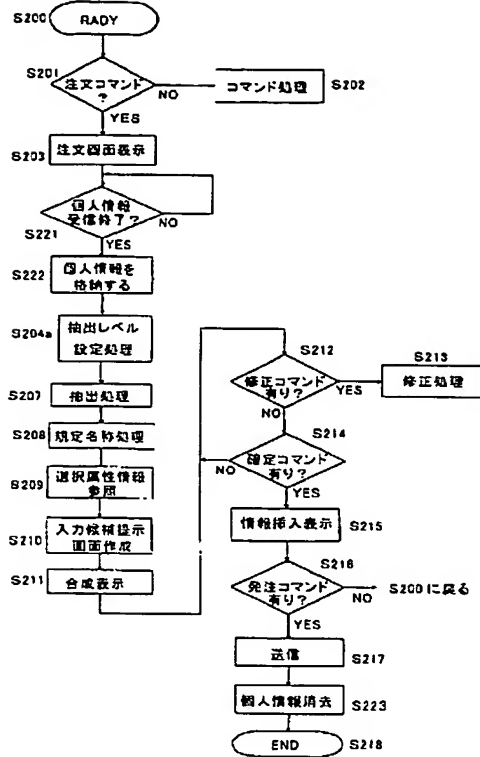 S200
RADY
S201
注文コマンド
?
NO
コマンド処理
S202
YES
S203
注文画面表示
個人情報
受信終了?
NO
S221
YES
S222
個人情報を
格納する
S204a
抽出レベル
設定処理
S207
抽出処理
S208
規定名称処理
S209
選択属性情報
参照
S210
入力候補提示
画面作成
S211
合成表示
S212
修正コマンド
有り?
YES
S213
修正処理
NO
S214
確定コマンド
有り?
NO
YES
情報挿入表示
S215
S216
発注コマンド
有り?
NO
S200に戻る
YES
送信
S217
個人情報消去
S223
END
S218